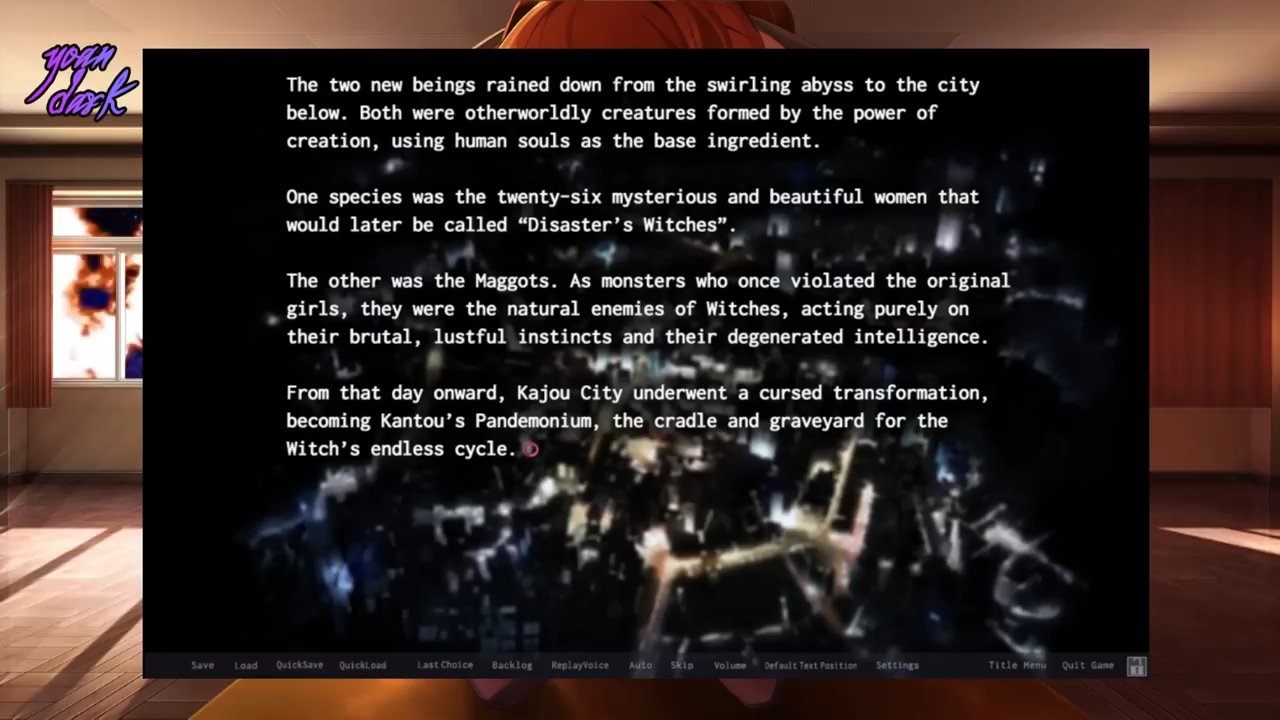 yoan
dark
The two new beings rained down from the swirling abyss to the city
below. Both were otherworldly creatures formed by the power of
creation, using human souls as the base ingredient.
One species was the twenty-six mysterious and beautiful women that
would later be called “Disaster’s Witches”.
The other was the Maggots. As monsters who once violated the original
girls, they were the natural enemies of Witches, acting purely on
their brutal, lustful instincts and their degenerated intelligence.
From that day onward, Kajou City underwent a cursed transformation,
becoming Kantou’s Pandemonium, the cradle and graveyard for the
Witch’s endless cycle.
Save Load QuickSave QuickLoad Last Choice Backlog ReplayVoice Auto Skip Volume Default Text Position Settings Title Menu Quit Game